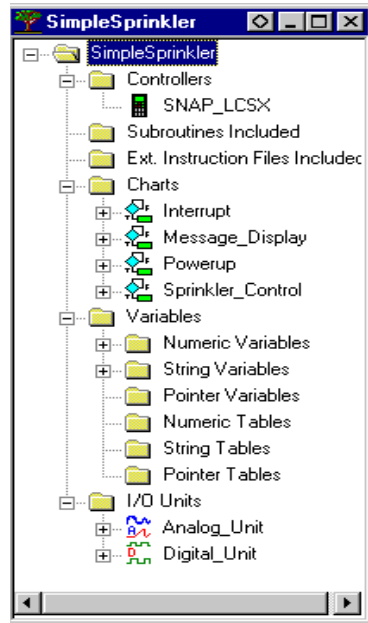 SimpleSprinkler
SimpleSprinkler
Controllers
SNAP_LCSX
Subroutines Included
Ext. Instruction Files Included
Charts
Interrupt
Message_Display
Powerup
Sprinkler_Control
Variables
Numeric Variables
String Variables
Pointer Variables
Numeric Tables
String Tables
Pointer Tables
I/O Units
Analog_Unit
Digital_Unit